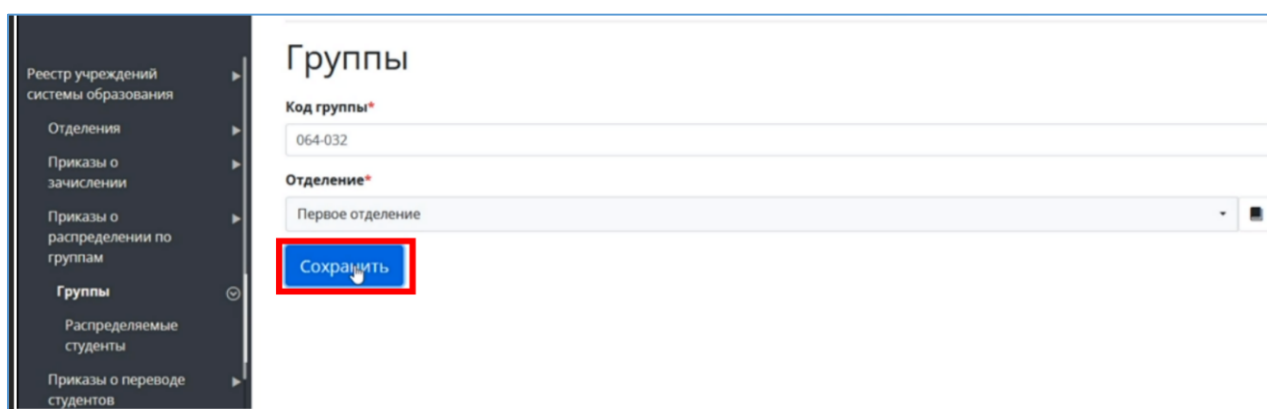 Реестр учреждений
системы образования
Отделения
Приказы о
зачислении
Приказы о
распределении по
группам
Группы
Распределяемые
студенты
Приказы о переводе
студентов
Группы
Код группы*
064-032
Отделение*
Первое отделение
Сохранить